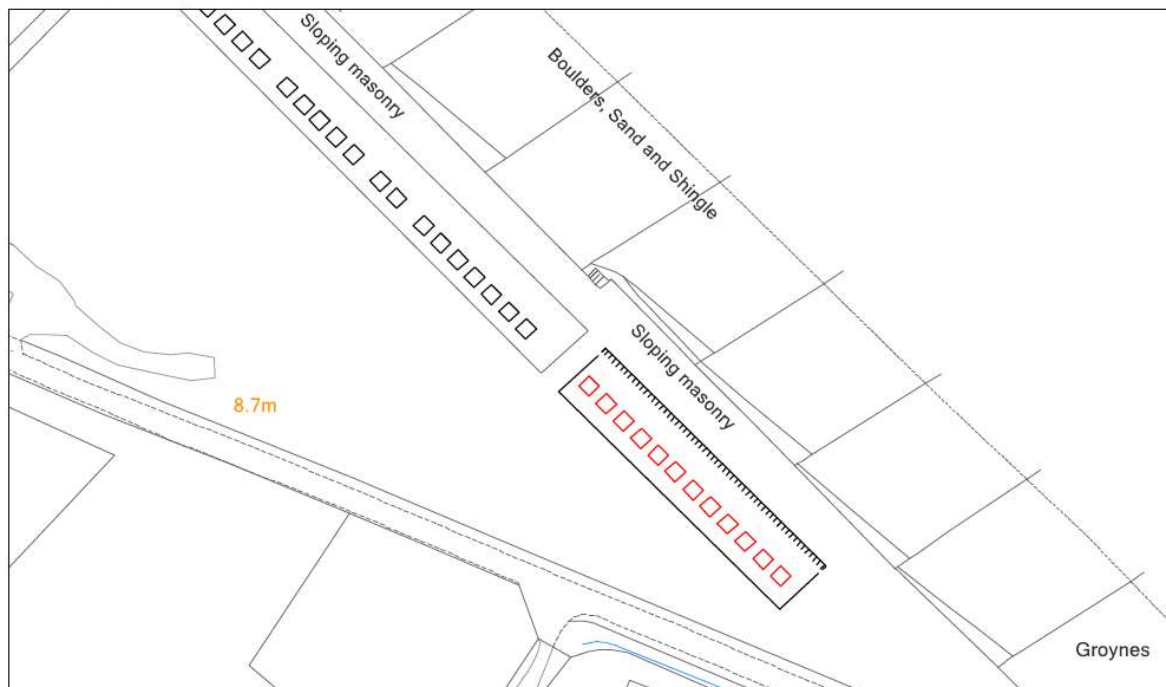 Sloping masonry
Boulders, Sand and Shingle
Sloping masonry
8.7m
Groynes